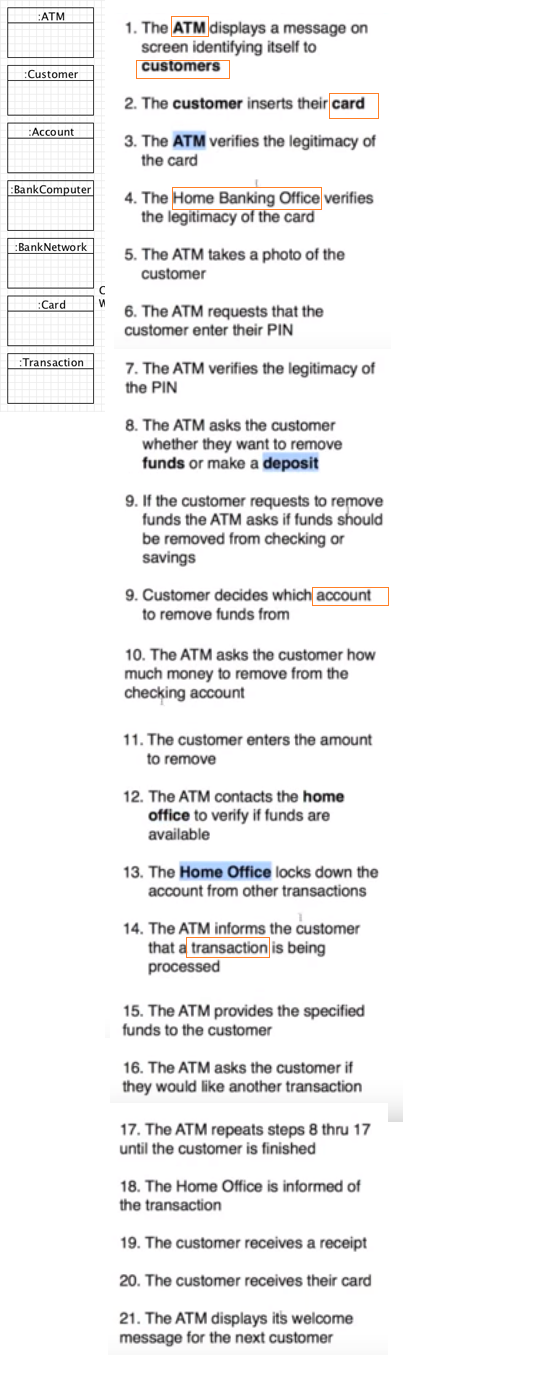 :ATM
:Customer
:Account
:BankComputer
:BankNetwork
C
:Card
W
:Transaction
1. The ATM displays a message on
screen identifying itself to
customers
2. The customer inserts their card
3. The ATM verifies the legitimacy of
the card
4. The Home Banking Office verifies
the legitimacy of the card
5. The ATM takes a photo of the
customer
6. The ATM requests that the
customer enter their PIN
7. The ATM verifies the legitimacy of
the PIN
8. The ATM asks the customer
whether they want to remove
funds or make a deposit
9. If the customer requests to remove
funds the ATM asks if funds should
be removed from checking or
savings
9. Customer decides which account
to remove funds from
10. The ATM asks the customer how
much money to remove from the
checking account
11. The customer enters the amount
to remove
12. The ATM contacts the home
office to verify if funds are
available
13. The Home Office locks down the
account from other transactions
14. The ATM informs the customer
that a transaction is being
processed
15. The ATM provides the specified
funds to the customer
16. The ATM asks the customer if
they would like another transaction
17. The ATM repeats steps 8 thru 17
until the customer is finished
18. The Home Office is informed of
the transaction
19. The customer receives a receipt
20. The customer receives their card
21. The ATM displays it's welcome
message for the next customer